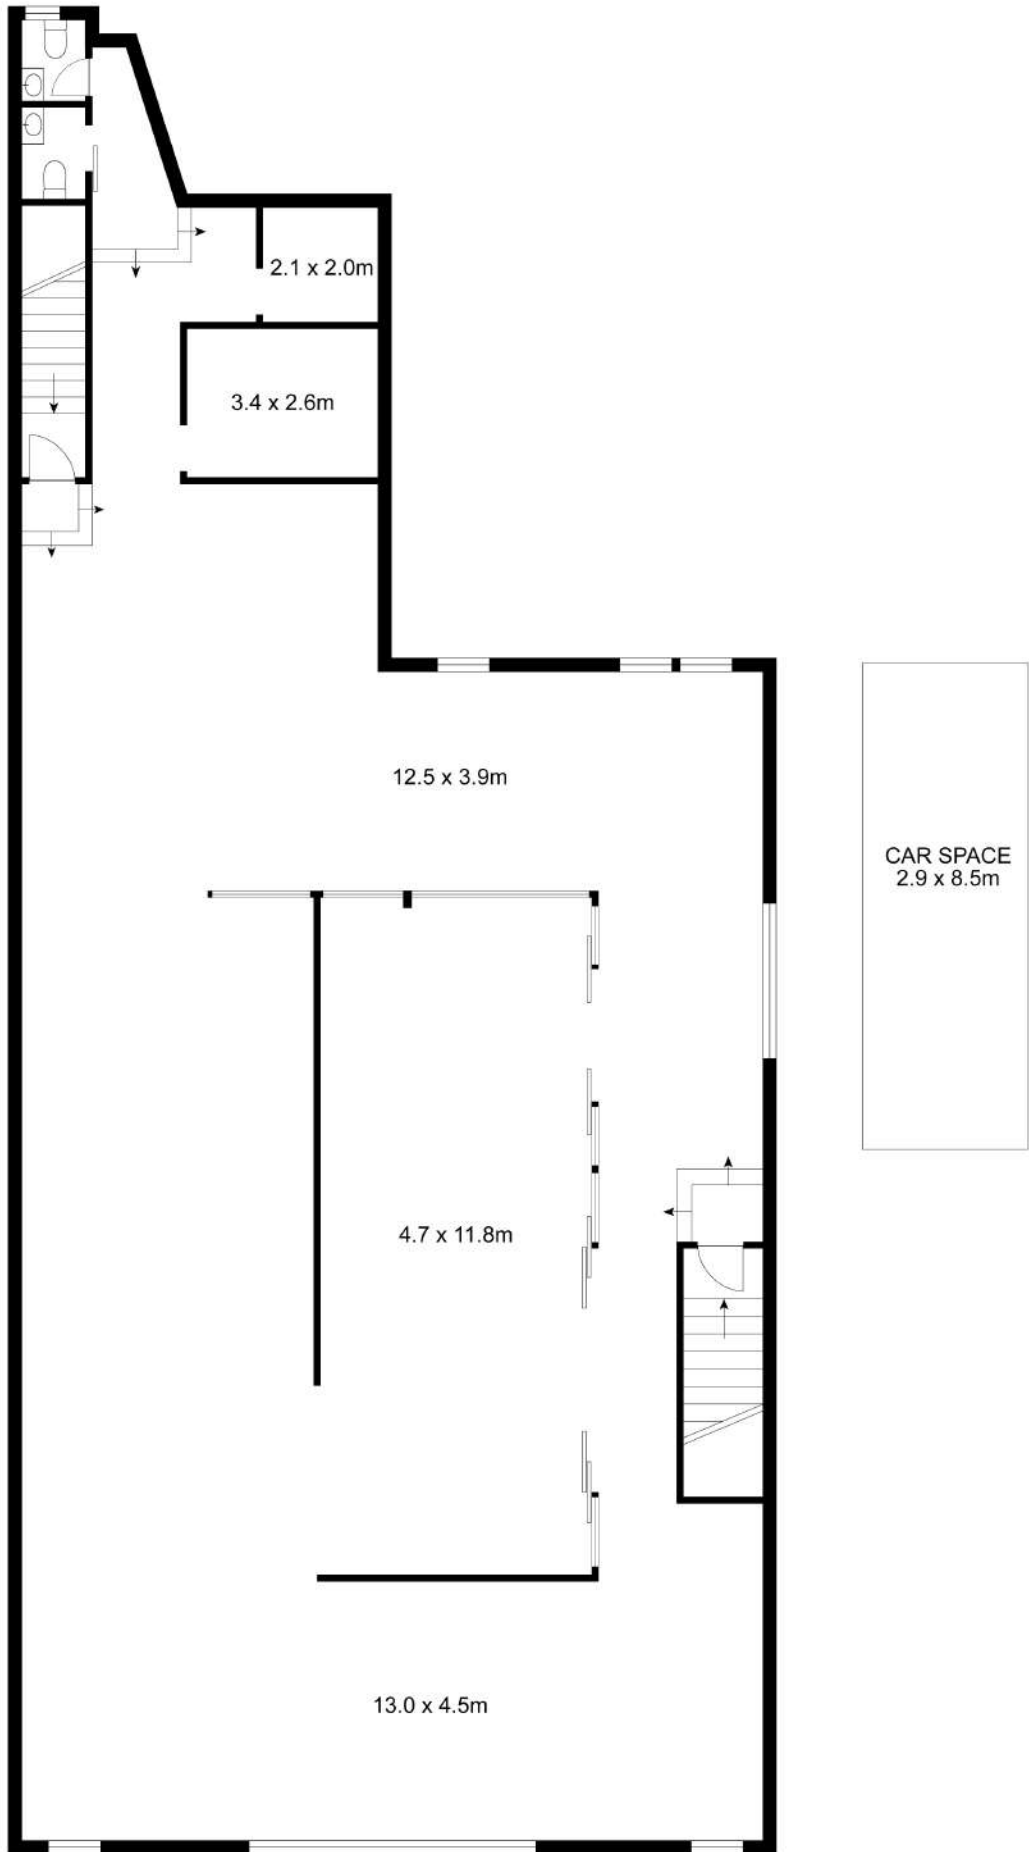 2.1 x 2.0m
3.4 x 2.6m
12.5 x 3.9m
CAR SPACE
2.9 x 8.5m
4.7 x 11.8m
13.0 x 4.5m